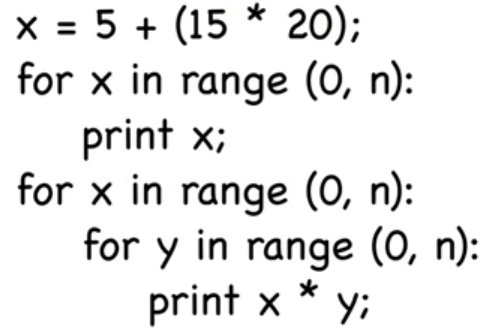 x = 5 + (15 * 20);
for x in range (0, n):
print x;
for x in range (0, n):
for y in range (0, n):
print x * y;